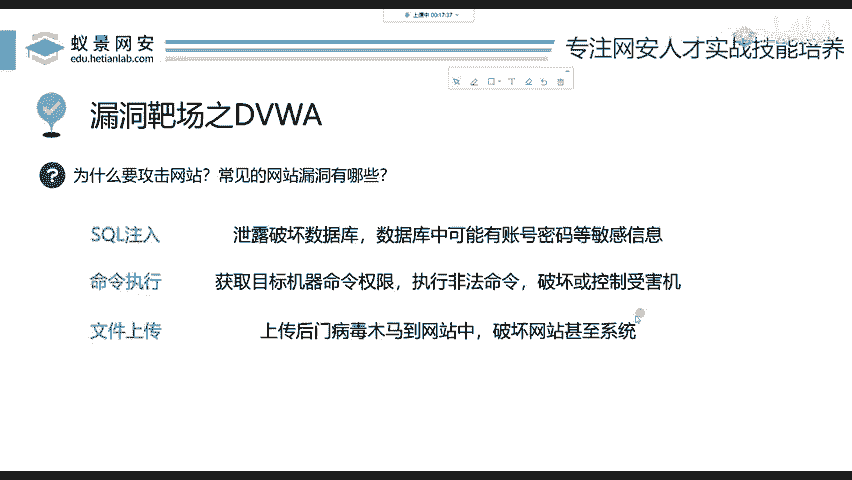 上课中 00:17:37
蚁景网安
edu.hetianlab.com
专注网安人才实战技能培养
漏洞靶场之DVWA
为什么要攻击网站？常见的网站漏洞有哪些？
SQL注入 泄露破坏数据库，数据库中可能有账号密码等敏感信息
命令执行 获取目标机器命令权限，执行非法命令，破坏或控制受害机
文件上传 上传后门病毒木马到网站中，破坏网站甚至系统